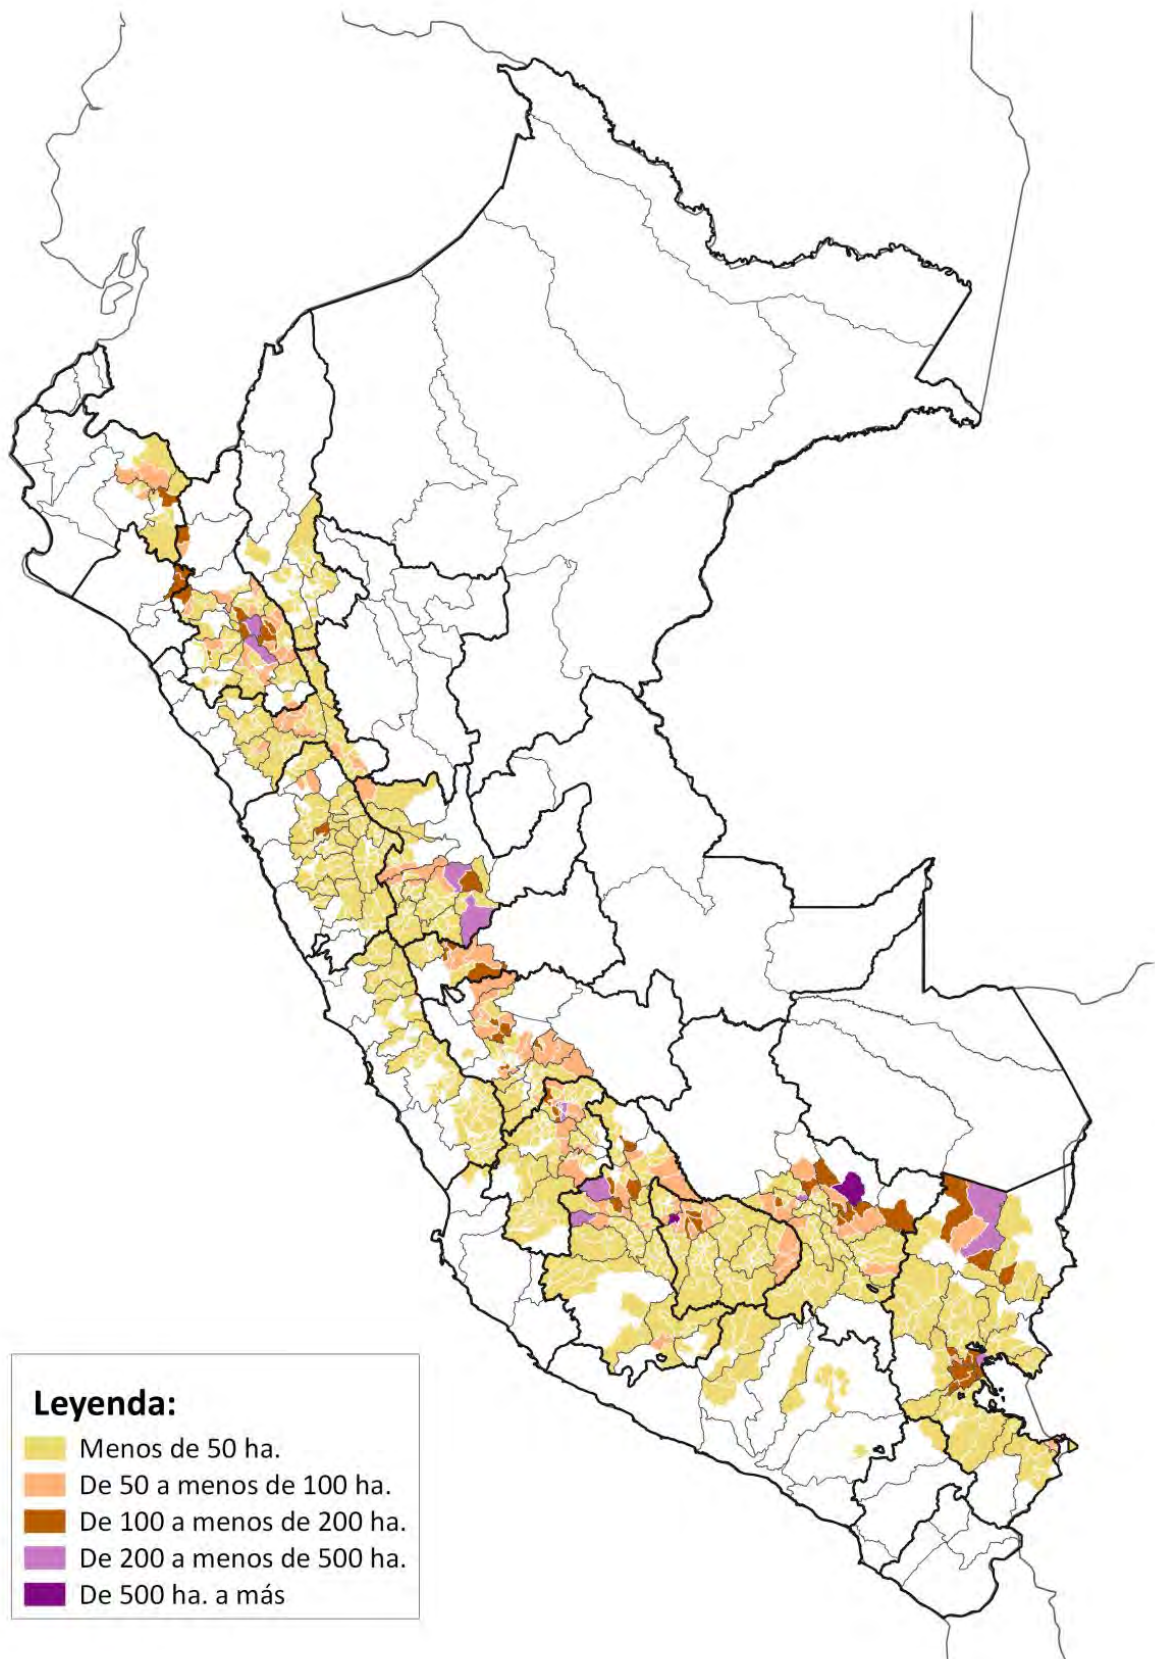 Leyenda:
Menos de 50 ha.
De 50 a menos de 100 ha.
De 100 a menos de 200 ha.
De 200 a menos de 500 ha.
De 500 ha. a más